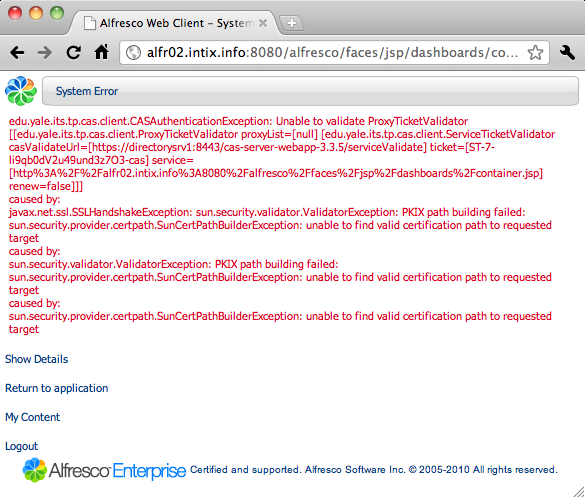 Alfresco Web Client – System
alfr02.intix.info:8080/alfresco/faces/jsp/dashboards/co...
System Error
edu.yale.its.tp.cas.client.CASAuthenticationException: Unable to validate ProxyTicketValidator
[[edu.yale.its.tp.cas.client.ProxyTicketValidator proxyList=[null] [edu.yale.its.tp.cas.client.ServiceTicketValidator
casValidateUrl=[https://directorysrv1:8443/cas-server-webapp-3.3.5/serviceValidate] ticket=[ST-7-
li9qb0dV2u49und3z7O3-cas] service=
[http%3A%2F%2Falfr02.intix.info%3A8080%2Falfresco%2Ffaces%2Fjsp%2Fdashboards%2Fcontainer.jsp]
renew=false]]]
caused by:
javax.net.ssl.SSLHandshakeException: sun.security.validator.ValidatorException: PKIX path building failed:
sun.security.provider.certpath.SunCertPathBuilderException: unable to find valid certification path to requested
target
caused by:
sun.security.validator.ValidatorException: PKIX path building failed:
sun.security.provider.certpath.SunCertPathBuilderException: unable to find valid certification path to requested
target
caused by:
sun.security.provider.certpath.SunCertPathBuilderException: unable to find valid certification path to requested
target
Show Details
Return to application
My Content
Logout
Alfresco Enterprise Certified and supported. Alfresco Software Inc. © 2005-2010 All rights reserved.